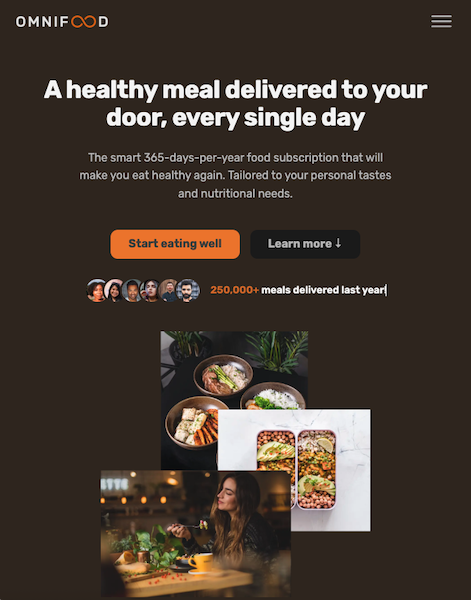 OMNIFOOD
A healthy meal delivered to your
door, every single day
The smart 365-days-per-year food subscription that will
make you eat healthy again. Tailored to your personal tastes
and nutritional needs.
Start eating well
Learn more ↓
250,000+ meals delivered last year